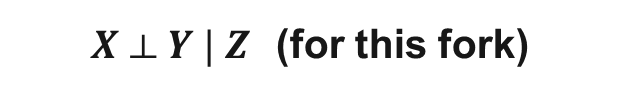 X ⊥ Y | Z (for this fork)